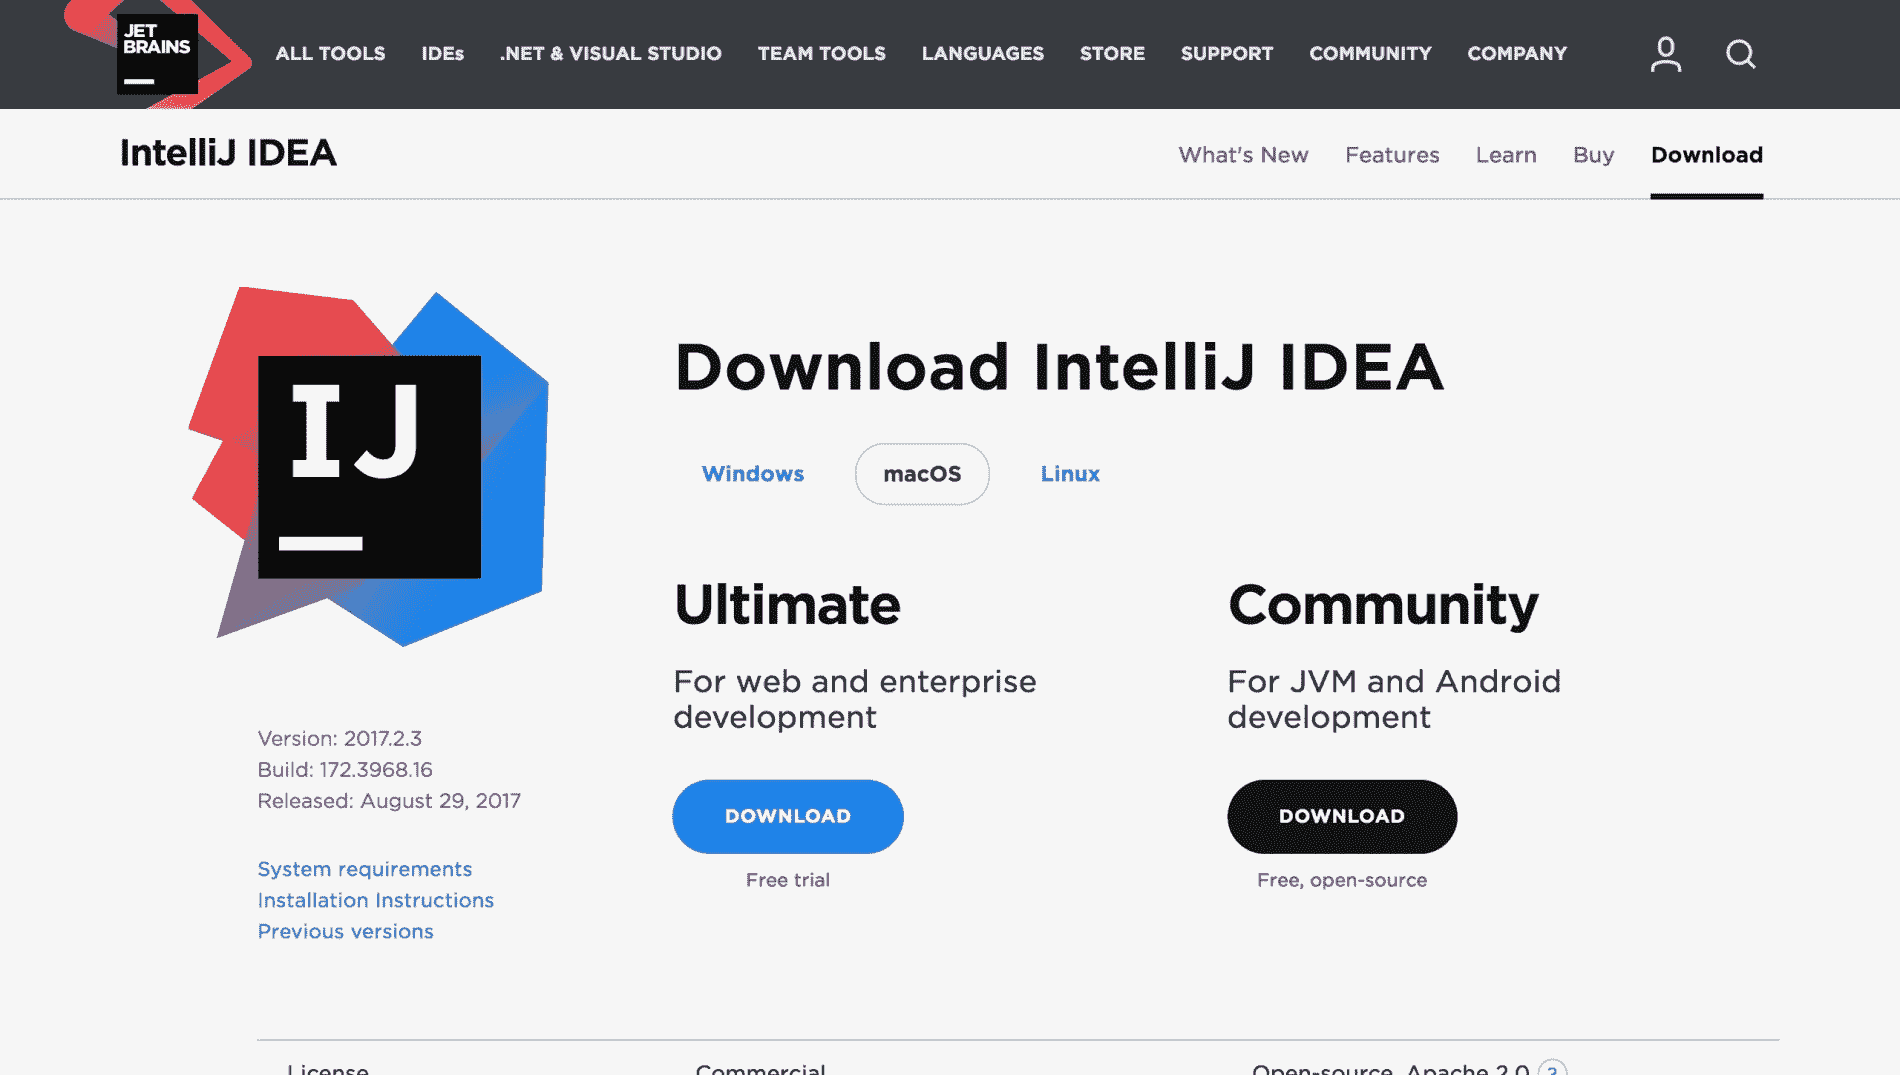 JET
BRAINS
ALL TOOLS IDEs .NET & VISUAL STUDIO TEAM TOOLS LANGUAGES STORE SUPPORT COMMUNITY COMPANY
IntelliJ IDEA
What's New Features Learn Buy Download
IJ
Download IntelliJ IDEA
Windows macOS Linux
Ultimate
For web and enterprise
development
DOWNLOAD
Free trial
Community
For JVM and Android
development
DOWNLOAD
Free, open-source
Version: 2017.2.3
Build: 172.3968.16
Released: August 29, 2017
System requirements
Installation Instructions
Previous versions
License Commercial Open-source, Apache 2.0 ?